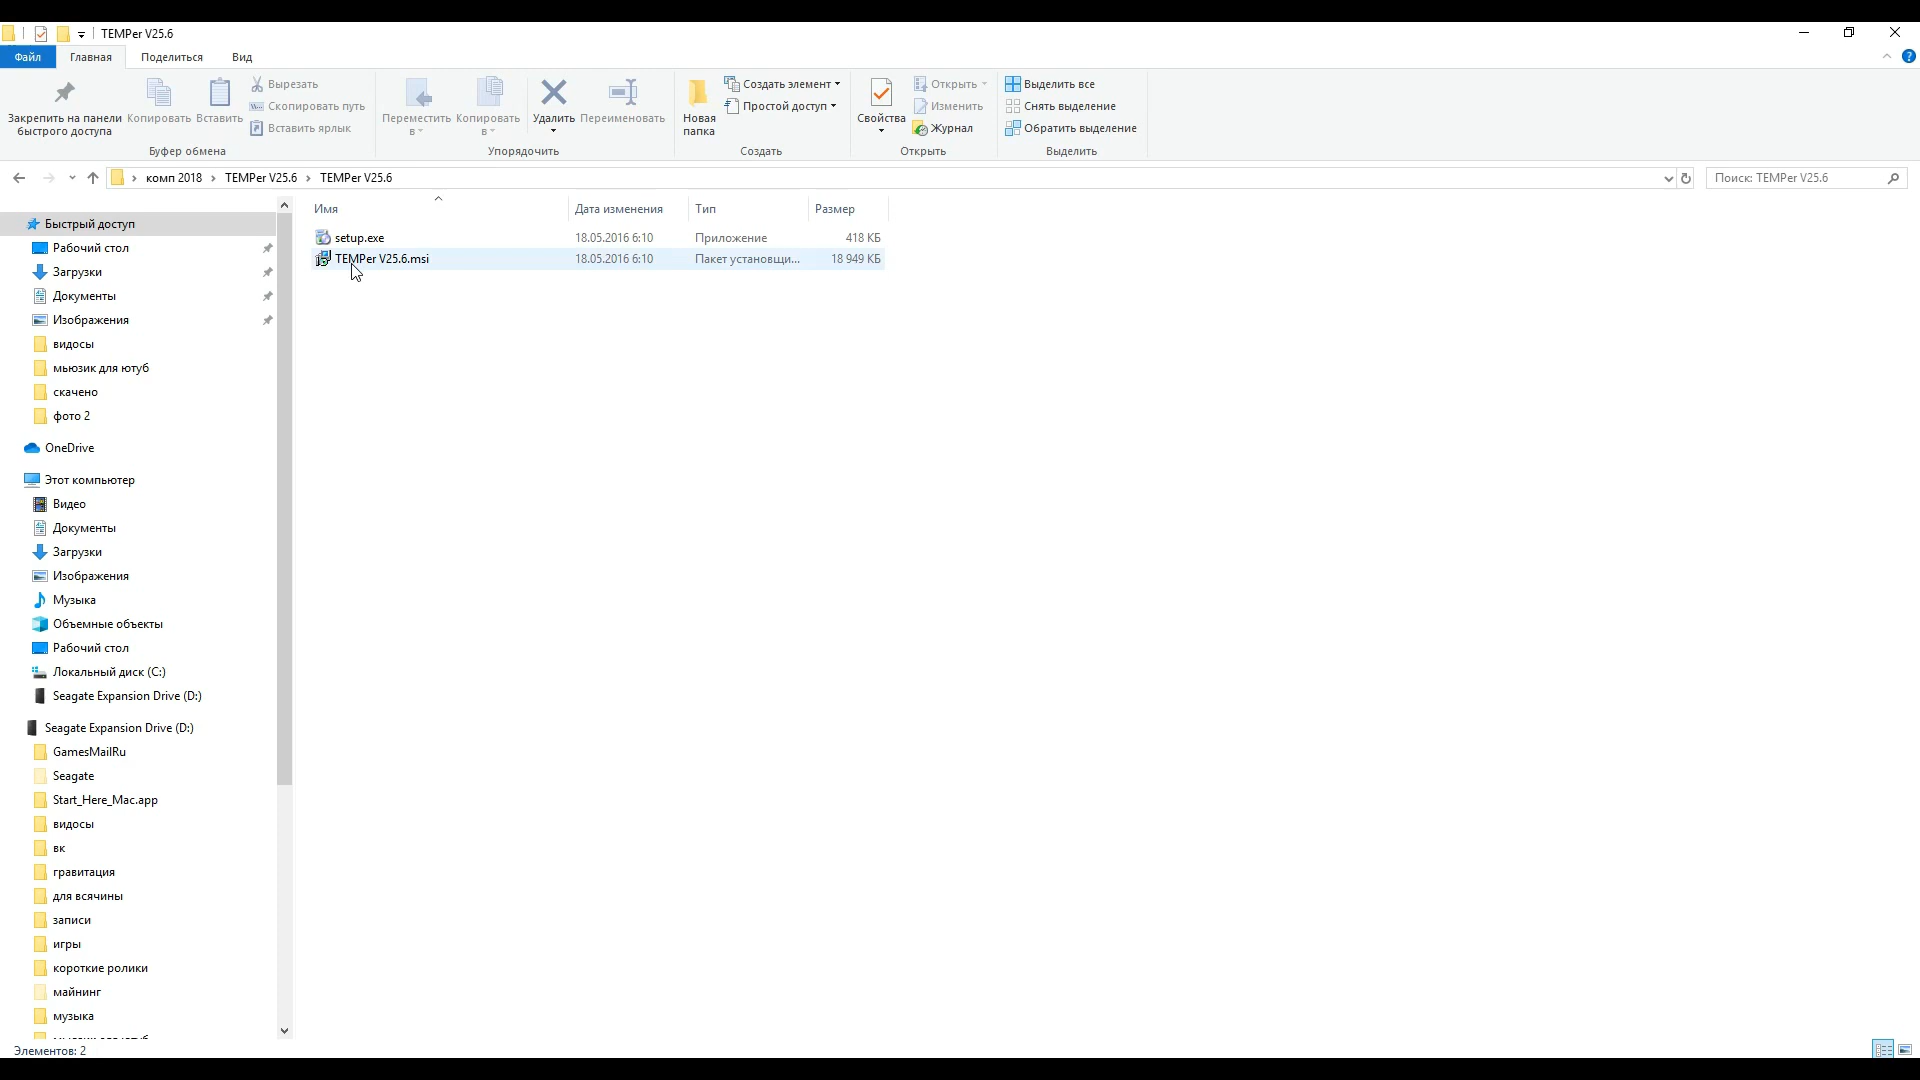 TEMPer V25.6
Файл Главная Поделиться Вид
Закрепить на панели быстрого доступа
Копировать
Вставить
Вырезать
Скопировать путь
Вставить ярлык
Буфер обмена
Переместить в
Копировать в
Удалить
Переименовать
Упорядочить
Новая папка
Создать элемент
Простой доступ
Создать
Свойства
Открыть
Изменить
Журнал
Открыть
Выделить все
Снять выделение
Обратить выделение
Выделить
комп 2018 › TEMPer V25.6 › TEMPer V25.6
Поиск: TEMPer V25.6
Быстрый доступ
Рабочий стол
Загрузки
Документы
Изображения
видосы
мьюзик для ютуб
скачено
фото 2
OneDrive
Этот компьютер
Видео
Документы
Загрузки
Изображения
Музыка
Объемные объекты
Рабочий стол
Локальный диск (C:)
Seagate Expansion Drive (D:)
Seagate Expansion Drive (D:)
GamesMailRu
Seagate
Start_Here_Mac.app
видосы
вк
гравитация
для всячины
записи
игры
короткие ролики
майнинг
музыка
Имя Дата изменения Тип Размер
setup.exe 18.05.2016 6:10 Приложение 418 КБ
TEMPer V25.6.msi 18.05.2016 6:10 Пакет установщи... 18 949 КБ
Элементов: 2